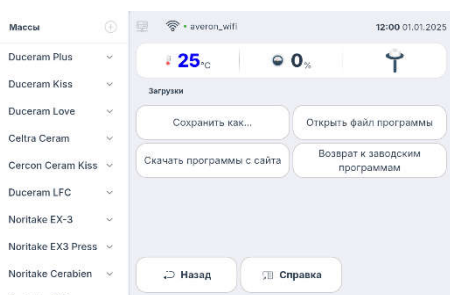 Массы
averon_wifi
12:00 01.01.2025
Duceram Plus
Duceram Kiss
Duceram Love
Celtra Ceram
Cercon Ceram Kiss
Duceram LFC
Noritake EX-3
Noritake EX3 Press
Noritake Cerabien
25°C
0%
Загрузки
Сохранить как...
Открыть файл программы
Скачать программы с сайта
Возврат к заводским
программам
Назад
Справка